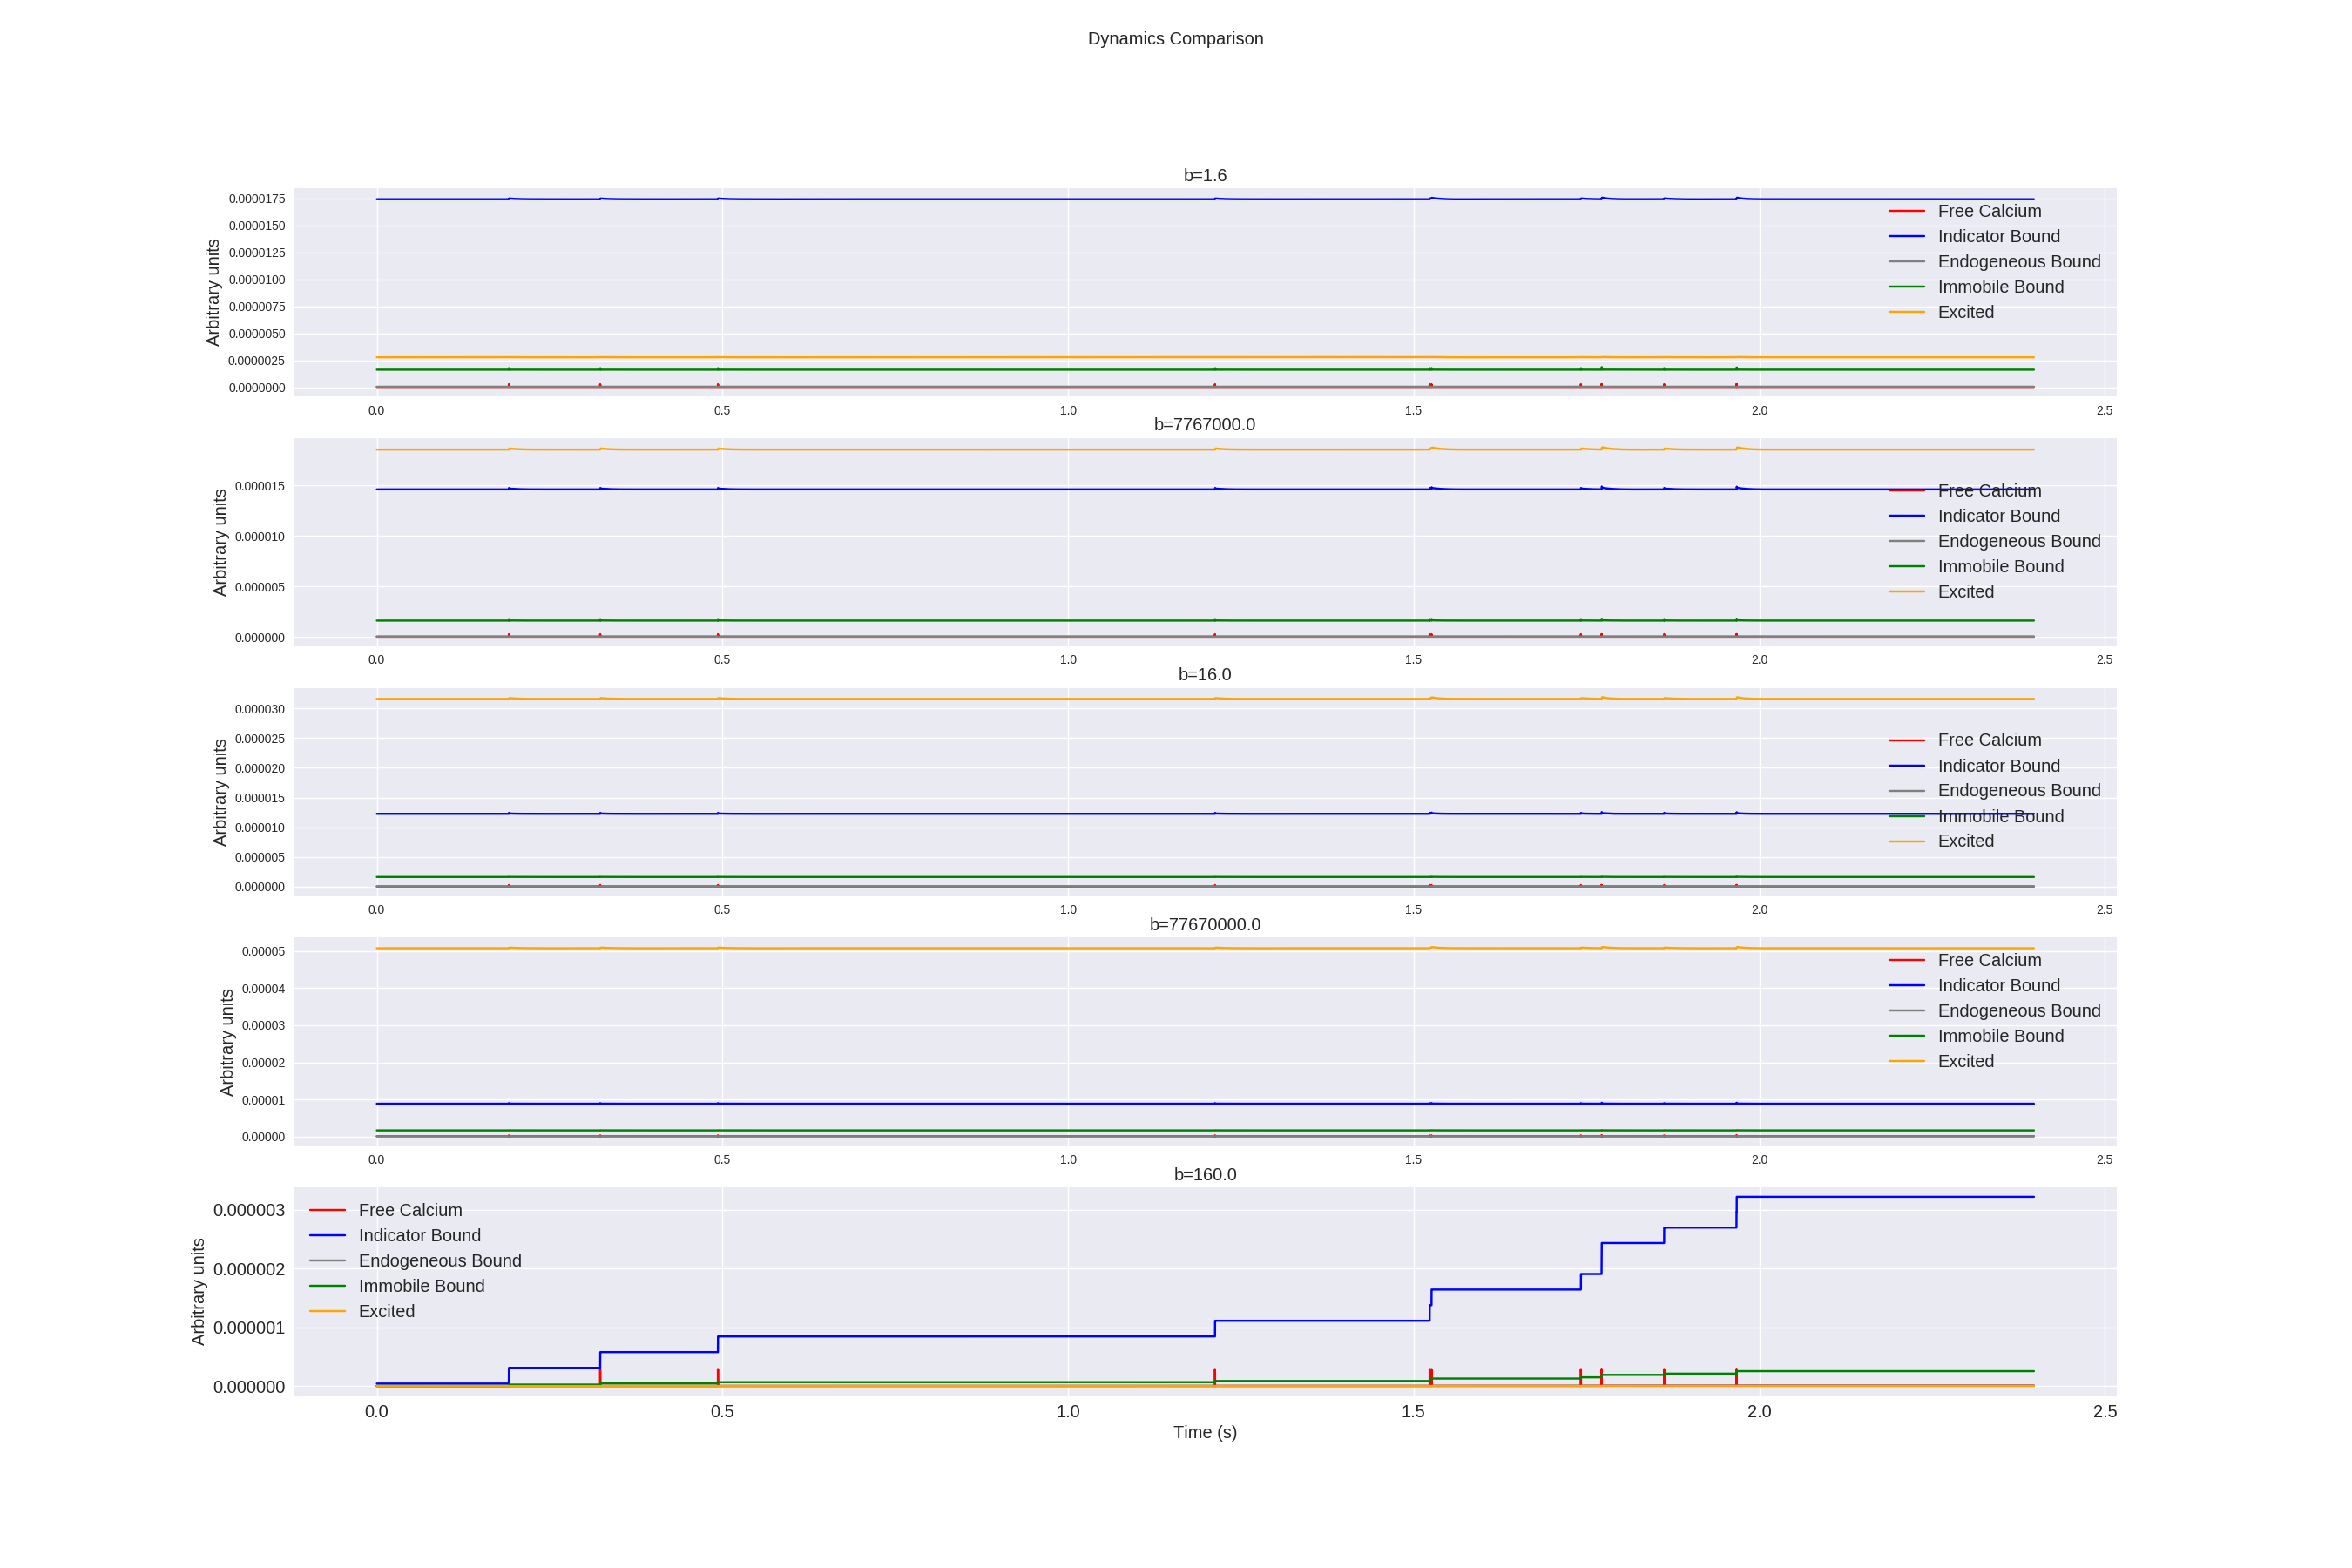 Dynamics Comparison
b=1.6
0.0000175
0.0000150
0.0000125
0.0000100
0.0000075
0.0000050
0.0000025
0.0000000
Arbitrary units
Free Calcium
Indicator Bound
Endogeneous Bound
Immobile Bound
Excited
0.0 0.5 1.0 1.5 2.0 2.5
b=7767000.0
0.000015
0.000010
0.000005
0.000000
Arbitrary units
Free Calcium
Indicator Bound
Endogeneous Bound
Immobile Bound
Excited
0.0 0.5 1.0 1.5 2.0 2.5
b=16.0
0.000030
0.000025
0.000020
0.000015
0.000010
0.000005
0.000000
Arbitrary units
Free Calcium
Indicator Bound
Endogeneous Bound
Immobile Bound
Excited
0.0 0.5 1.0 1.5 2.0 2.5
b=77670000.0
0.00005
0.00004
0.00003
0.00002
0.00001
0.00000
Arbitrary units
Free Calcium
Indicator Bound
Endogeneous Bound
Immobile Bound
Excited
0.0 0.5 1.0 1.5 2.0 2.5
b=160.0
0.000003
0.000002
0.000001
0.000000
Arbitrary units
Free Calcium
Indicator Bound
Endogeneous Bound
Immobile Bound
Excited
0.0 0.5 1.0 1.5 2.0 2.5
Time (s)